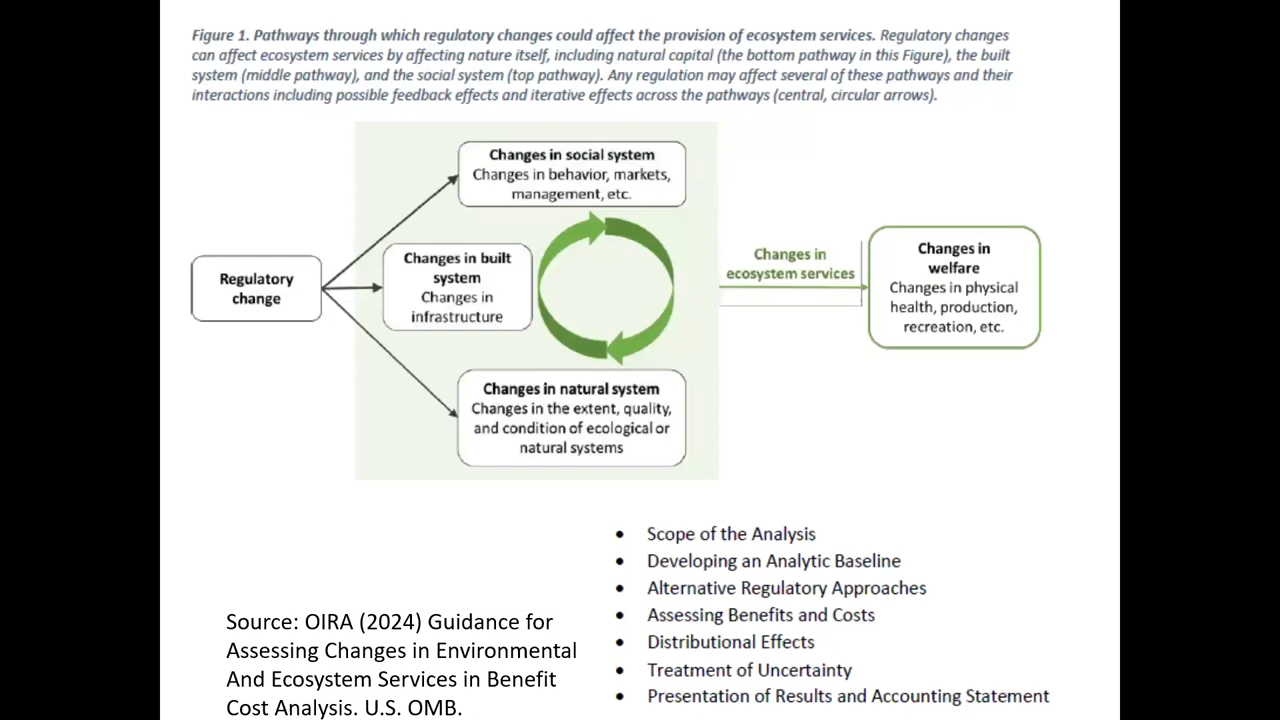 Figure 1. Pathways through which regulatory changes could affect the provision of ecosystem services. Regulatory changes
can affect ecosystem services by affecting nature itself, including natural capital (the bottom pathway in this Figure), the built
system (middle pathway), and the social system (top pathway). Any regulation may affect several of these pathways and their
interactions including possible feedback effects and iterative effects across the pathways (central, circular arrows).
Regulatory
change
Changes in social system
Changes in behavior, markets,
management, etc.
Changes in built
system
Changes in
infrastructure
Changes in natural system
Changes in the extent, quality,
and condition of ecological or
natural systems
Changes in
ecosystem services
Changes in
welfare
Changes in physical
health, production,
recreation, etc.
Source: OIRA (2024) Guidance for
Assessing Changes in Environmental
And Ecosystem Services in Benefit
Cost Analysis. U.S. OMB.
• Scope of the Analysis
• Developing an Analytic Baseline
• Alternative Regulatory Approaches
• Assessing Benefits and Costs
• Distributional Effects
• Treatment of Uncertainty
• Presentation of Results and Accounting Statement